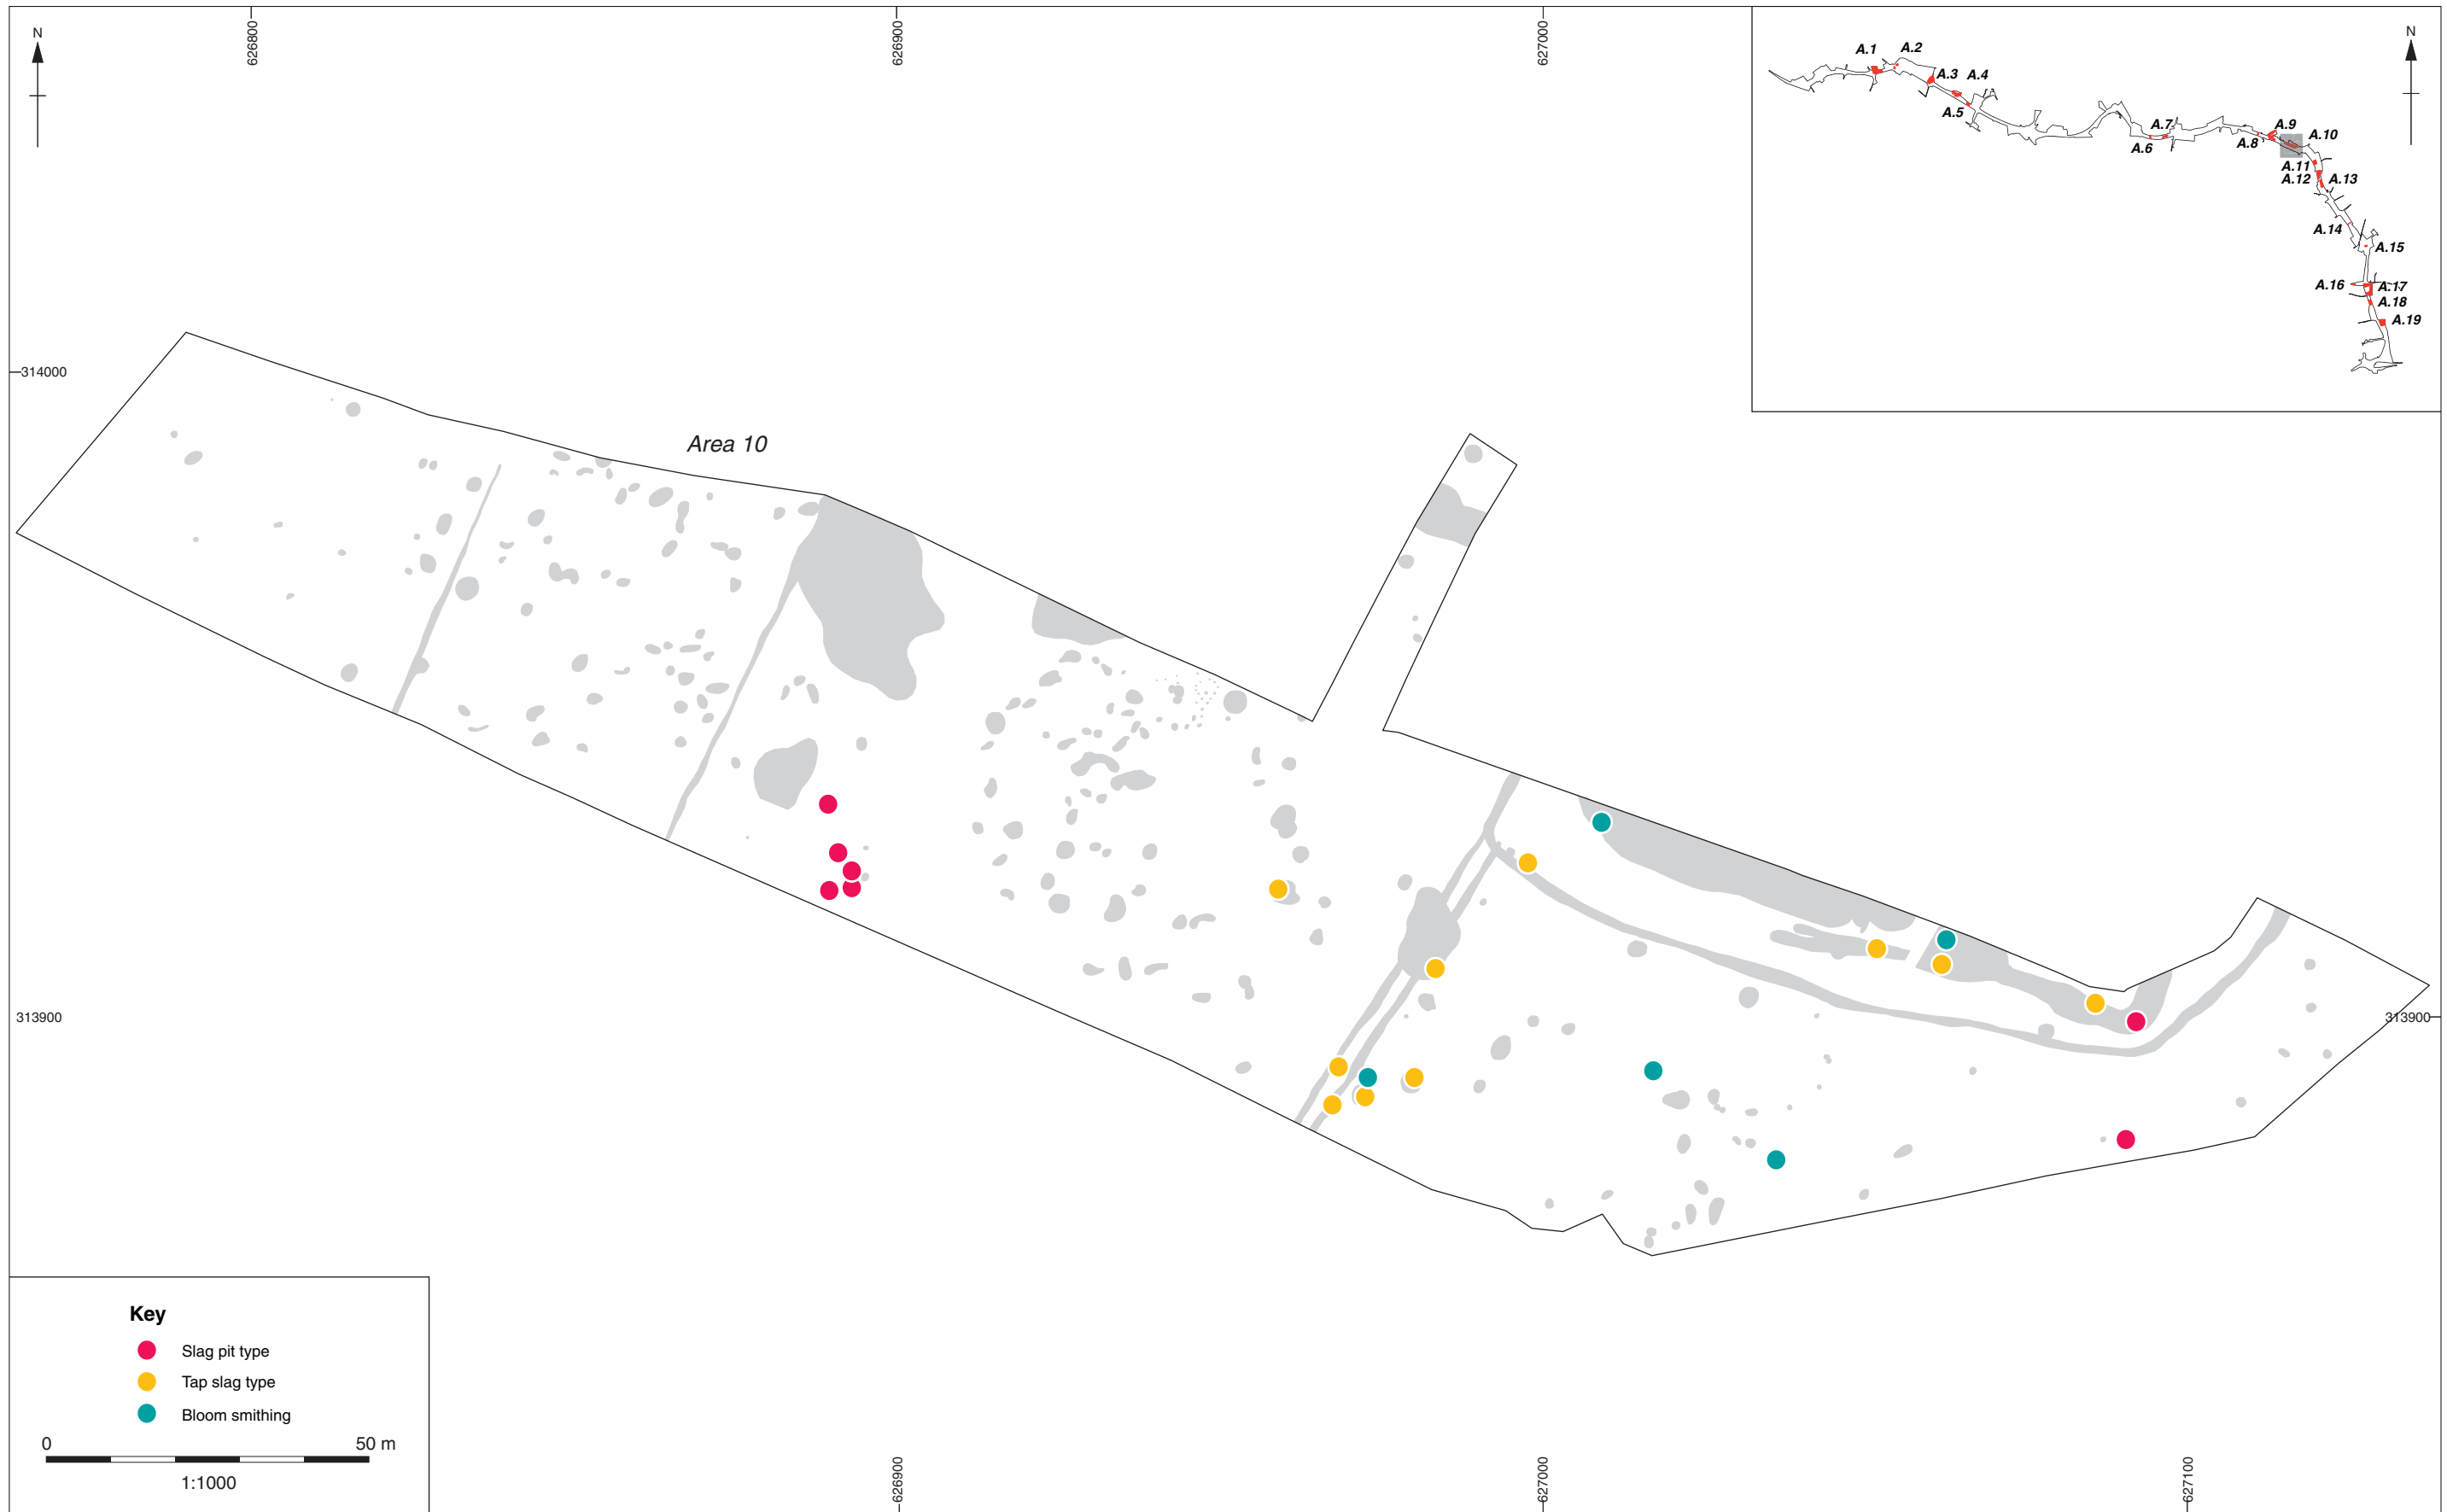 626800
626900
627000
N
N
A.1
A.2
A.3
A.4
A.5
A.6
A.7
A.8
A.9
A.10
A.11
A.12
A.13
A.14
A.15
A.16
A.17
A.18
A.19
314000
Area 10
313900
313900
Key
Slag pit type
Tap slag type
Bloom smithing
0 50 m
1:1000
626900
627000
627100